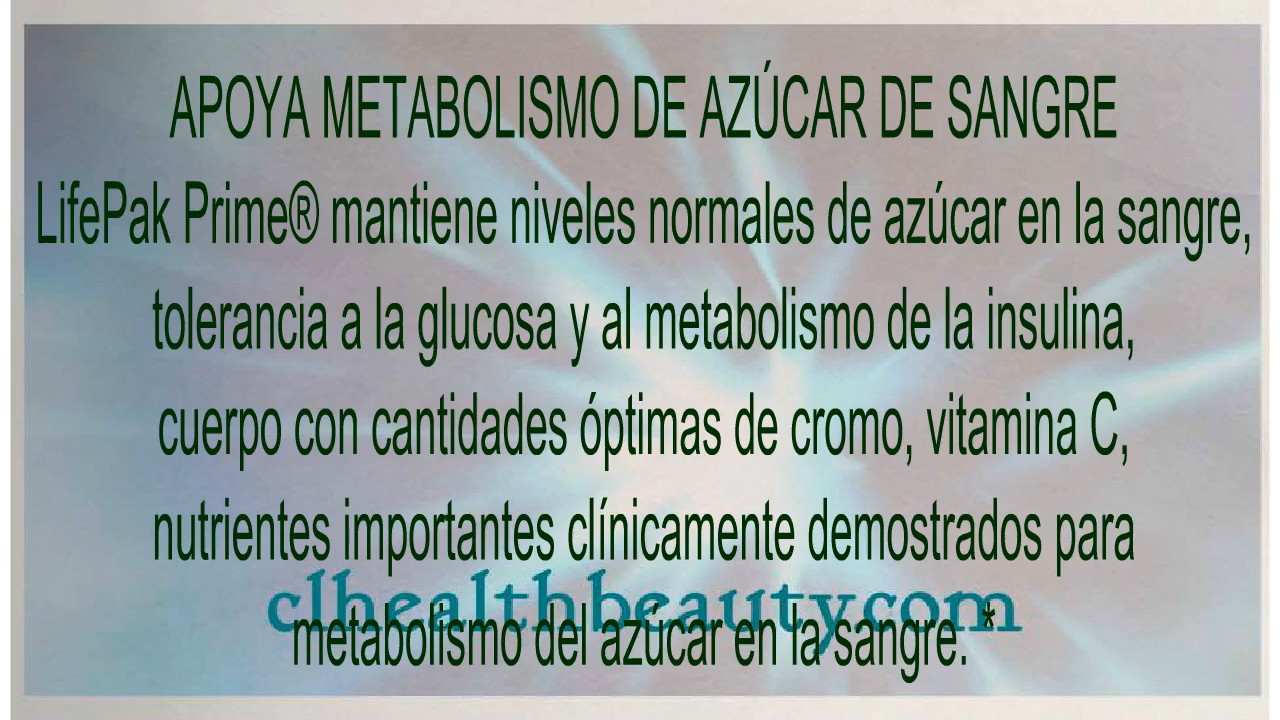 APOYA METABOLISMO DE AZÚCAR DE SANGRE
LifePak Prime® mantiene niveles normales de azúcar en la sangre,
tolerancia a la glucosa y al metabolismo de la insulina,
cuerpo con cantidades óptimas de cromo, vitamina C,
nutrientes importantes clínicamente demostrados para
clhealthbeauty.com
metabolismo del azúcar en la sangre. *